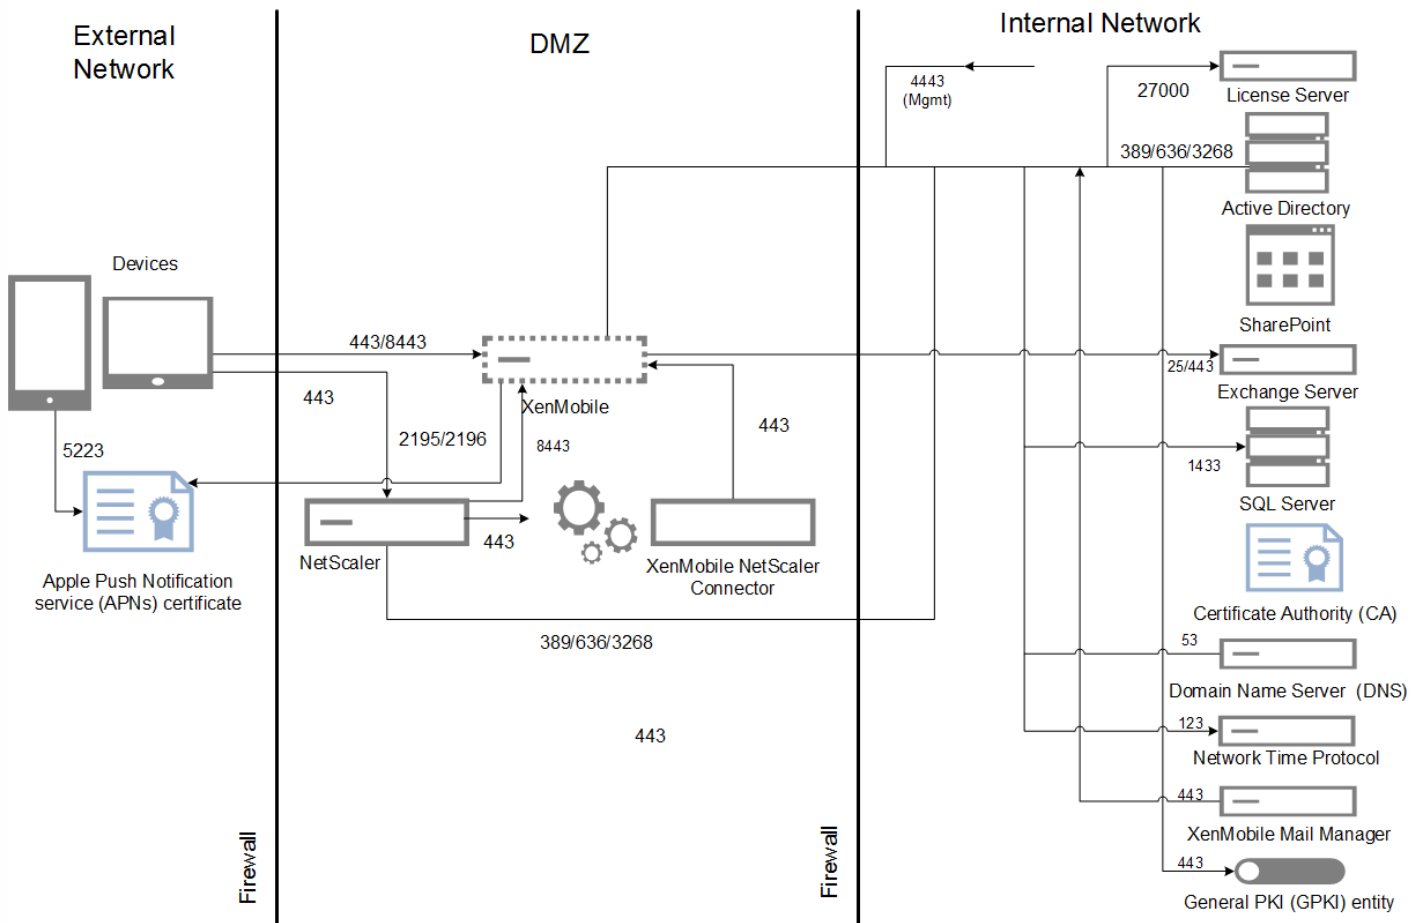 External
Network
DMZ
Internal Network
4443
(Mgmt)
27000
License Server
389/636/3268
Active Directory
SharePoint
Devices
443/8443
443
XenMobile
25/443
Exchange Server
2195/2196
8443
443
5223
1433
SQL Server
443
NetScaler
XenMobile NetScaler
Connector
Apple Push Notification
service (APNs) certificate
Certificate Authority (CA)
389/636/3268
53
Domain Name Server (DNS)
443
123
Network Time Protocol
443
XenMobile Mail Manager
443
General PKI (GPKI) entity
Firewall
Firewall